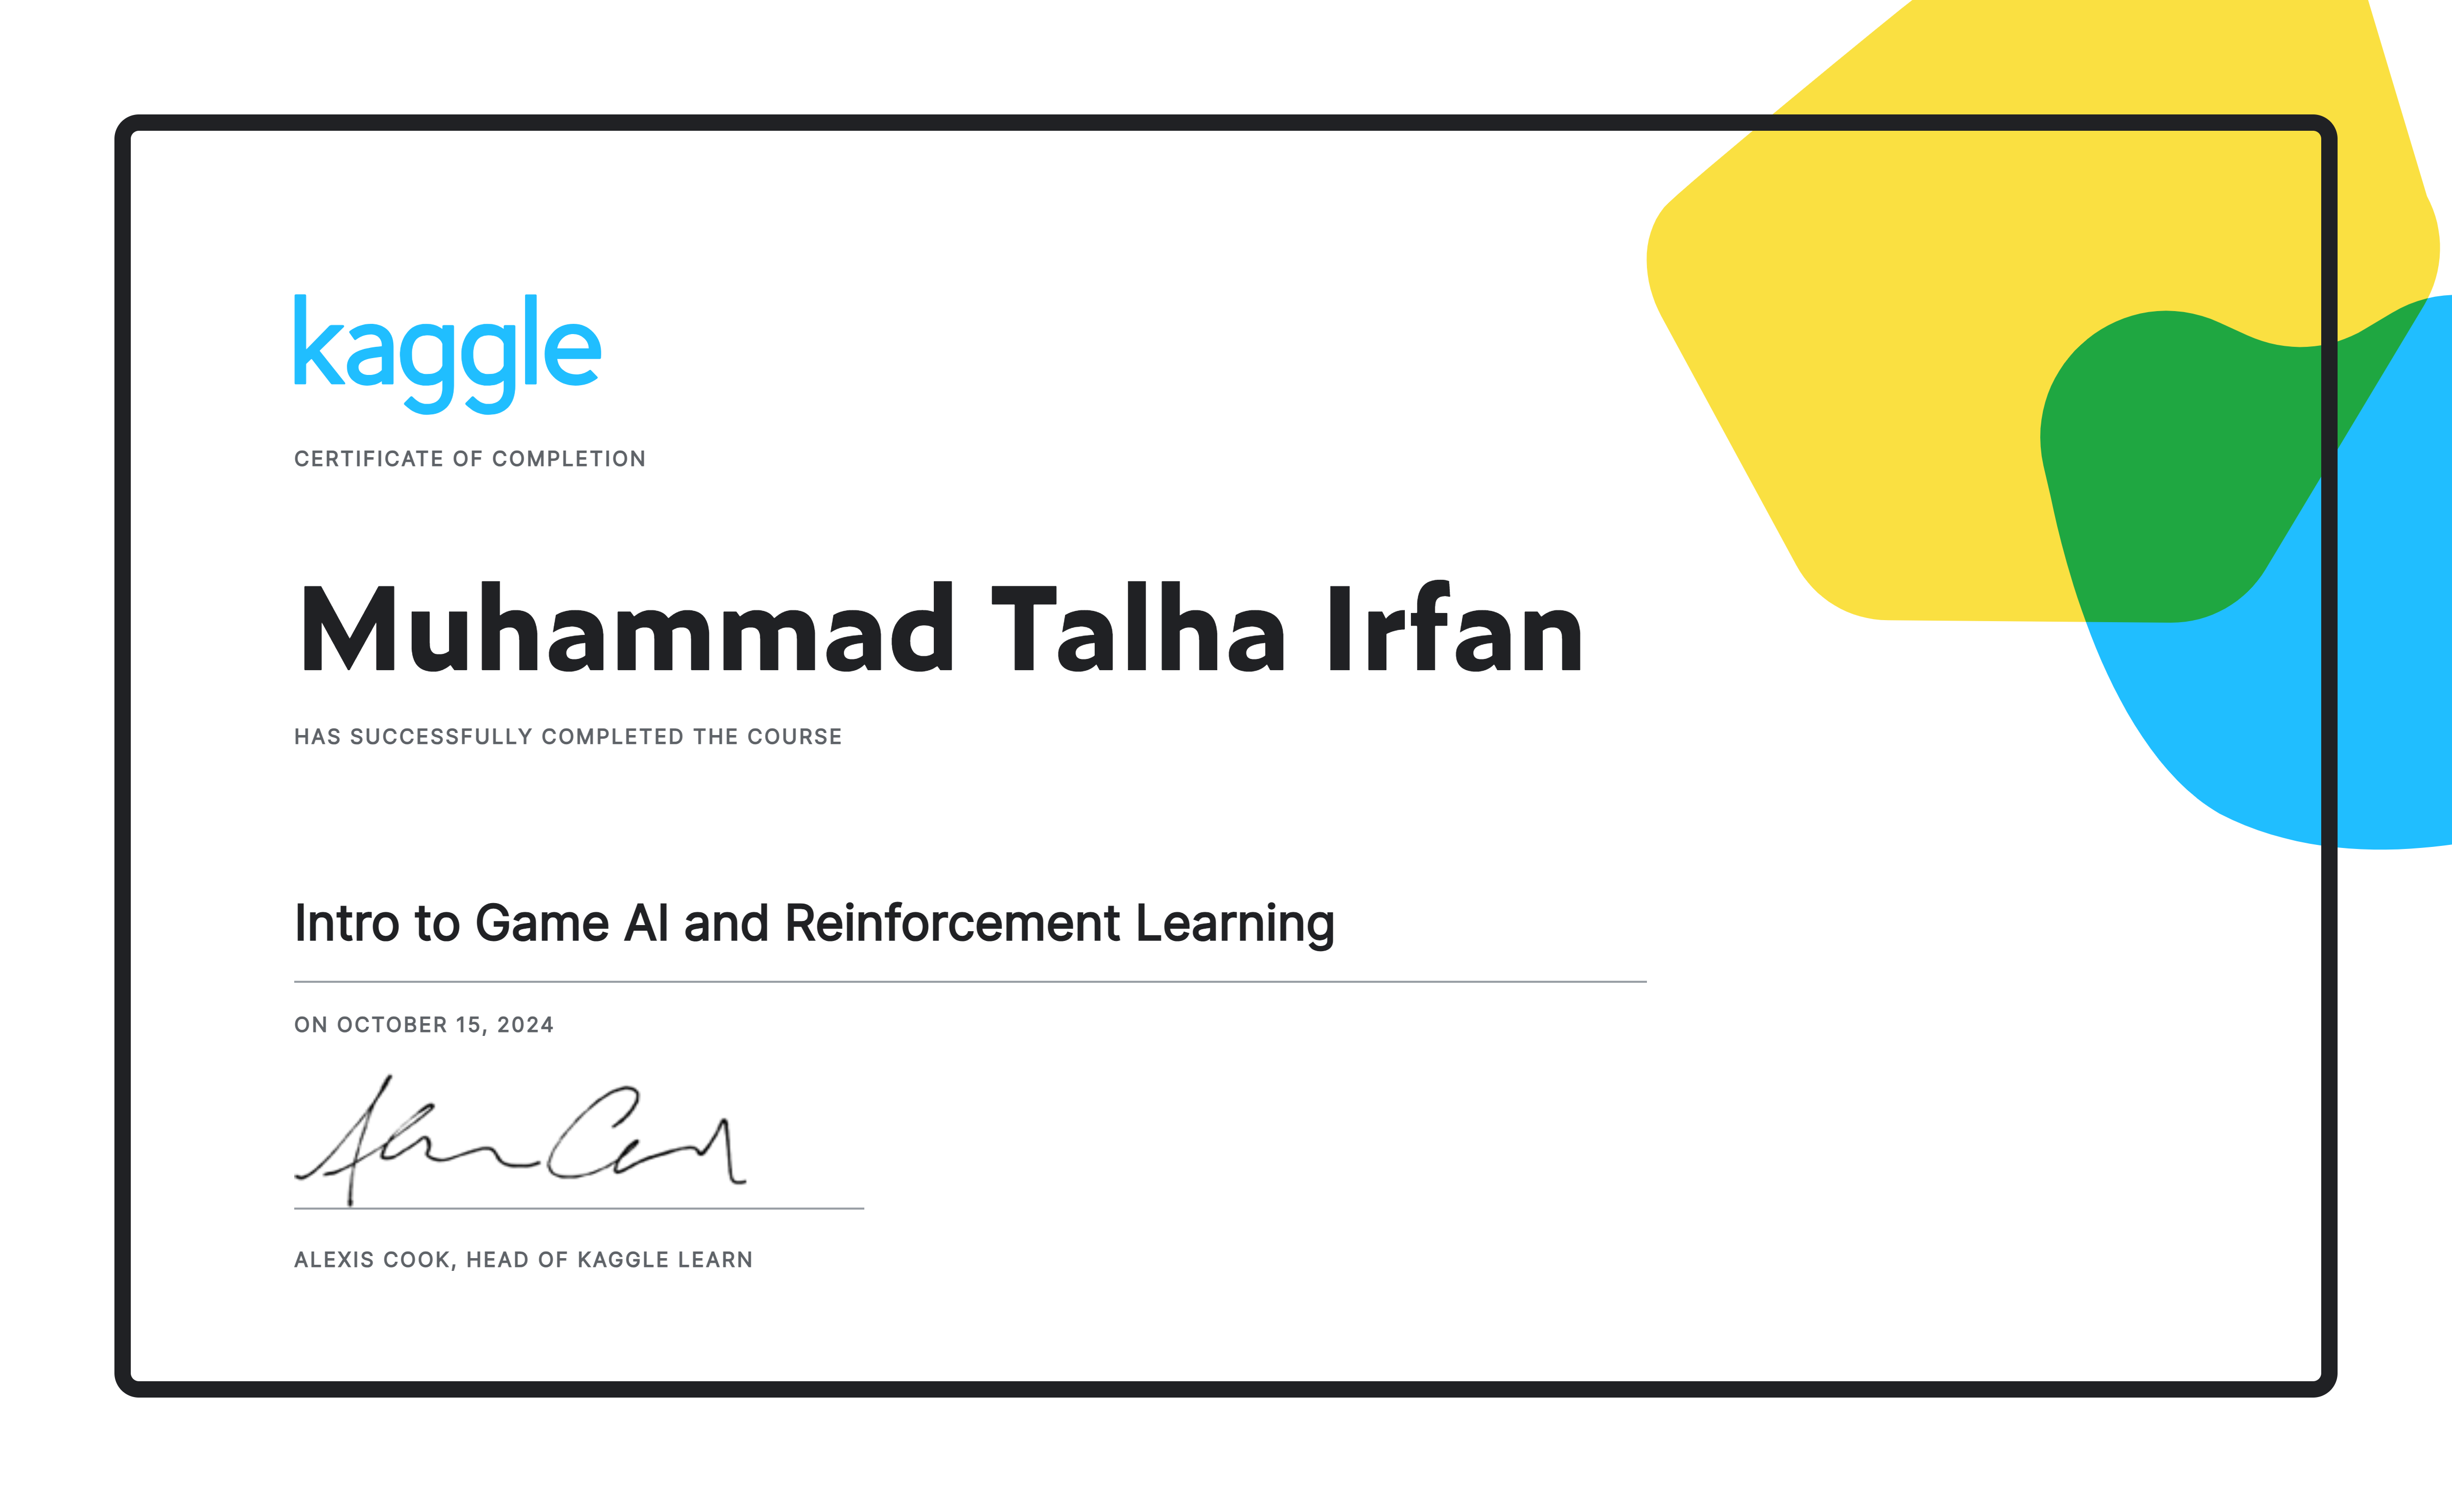 kaggle
CERTIFICATE OF COMPLETION
Muhammad Talha Irfan
HAS SUCCESSFULLY COMPLETED THE COURSE
Intro to Game AI and Reinforcement Learning
ON OCTOBER 15, 2024
ALEXIS COOK, HEAD OF KAGGLE LEARN